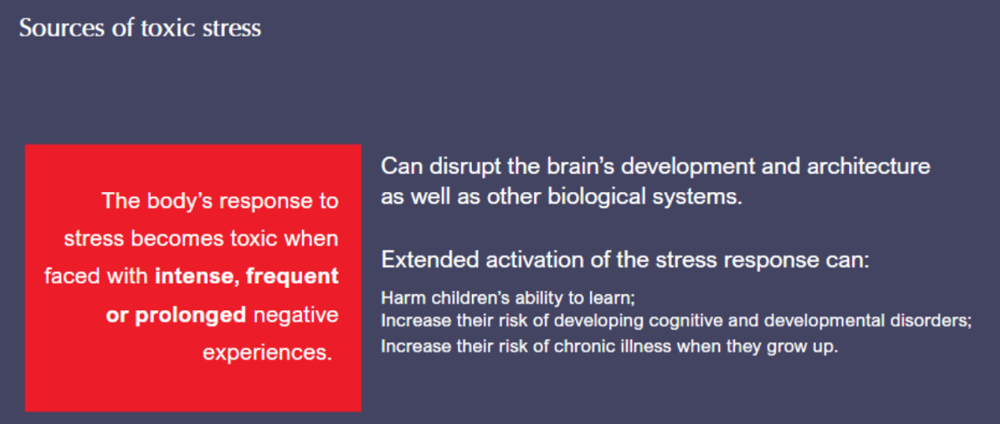 Sources of toxic stress
The body’s response to
stress becomes toxic when
faced with intense, frequent
or prolonged negative
experiences.
Can disrupt the brain’s development and architecture
as well as other biological systems.
Extended activation of the stress response can:
Harm children’s ability to learn;
Increase their risk of developing cognitive and developmental disorders;
Increase their risk of chronic illness when they grow up.